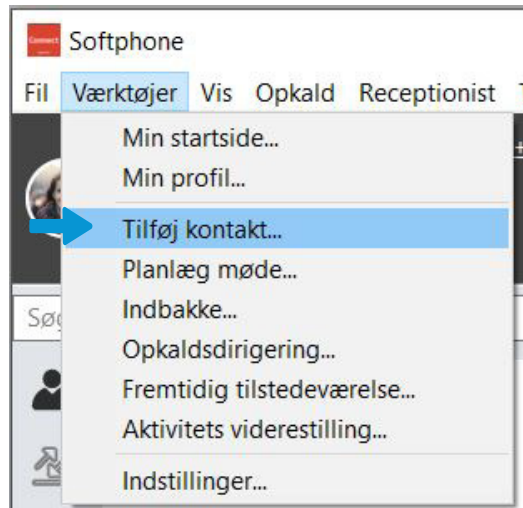 Connect
Softphone
Fil Værktøjer Vis Opkald Receptionist
Min startside...
Min profil...
Tilføj kontakt...
Planlæg møde...
Indbakke...
Opkaldsdirigering...
Fremtidig tilstedeværelse...
Aktivitets viderestilling...
Indstillinger...